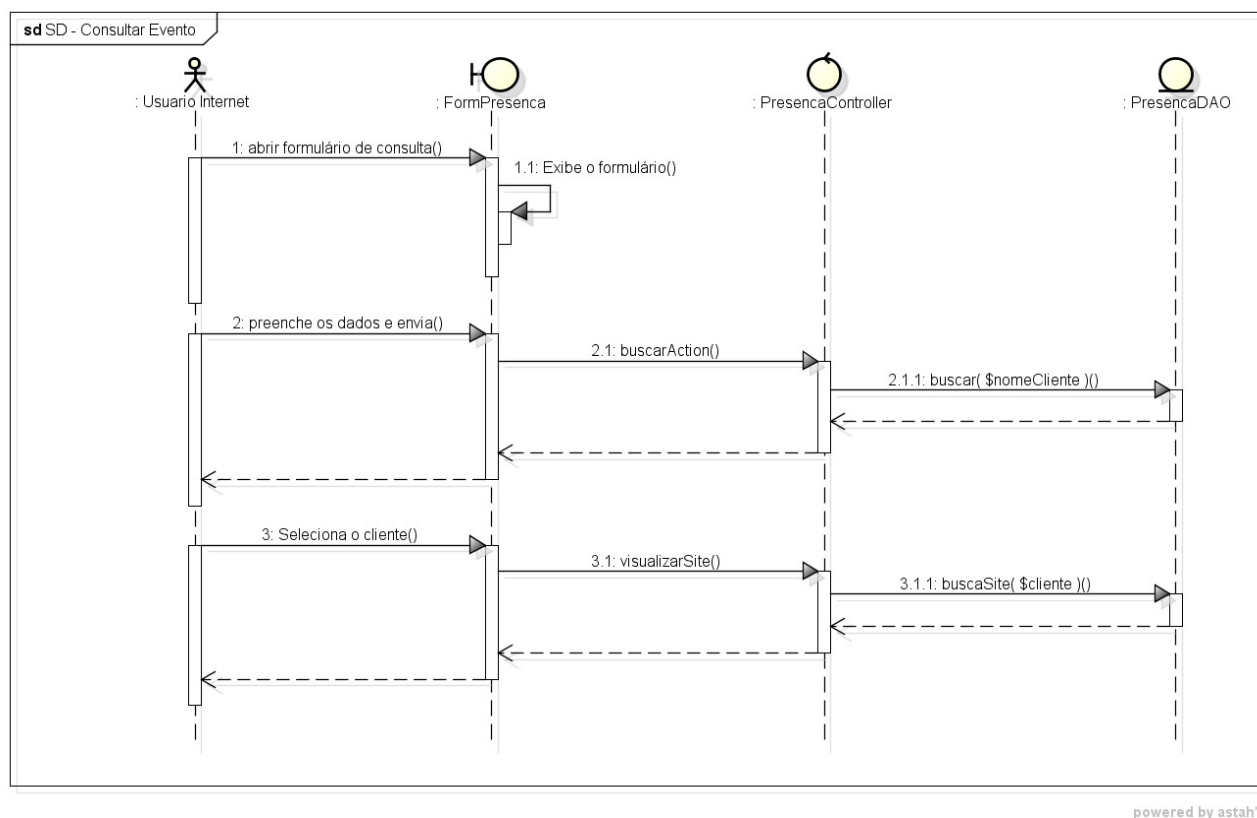 sd SD - Consultar Evento
: Usuario Internet
: FormPresenca
: PresencaController
: PresencaDAO
1: abrir formulário de consulta()
1.1: Exibe o formulário()
2: preenche os dados e envia()
2.1: buscarAction()
2.1.1: buscar( $nomeCliente )()
3: Seleciona o cliente()
3.1: visualizarSite()
3.1.1: buscaSite( $cliente )()
powered by astah